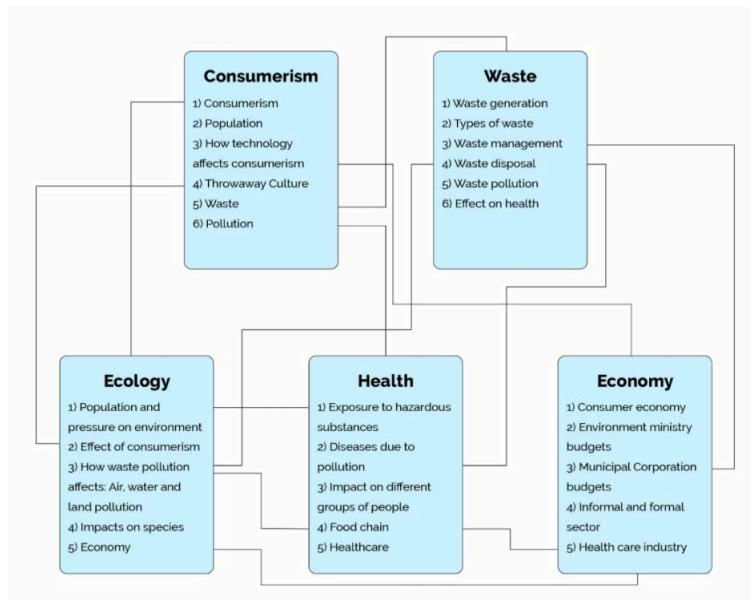 Consumerism
1) Consumerism
2) Population
3) How technology
affects consumerism
4) Throwaway Culture
5) Waste
6) Pollution
Waste
1) Waste generation
2) Types of waste
3) Waste management
4) Waste disposal
5) Waste pollution
6) Effect on health
Ecology
1) Population and
pressure on environment
2) Effect of consumerism
3) How waste pollution
affects: Air, water and
land pollution
4) Impacts on species
5) Economy
Health
1) Exposure to hazardous
substances
2) Diseases due to
pollution
3) Impact on different
groups of people
4) Food chain
5) Healthcare
Economy
1) Consumer economy
2) Environment ministry
budgets
3) Municipal Corporation
budgets
4) Informal and formal
sector
5) Health care industry